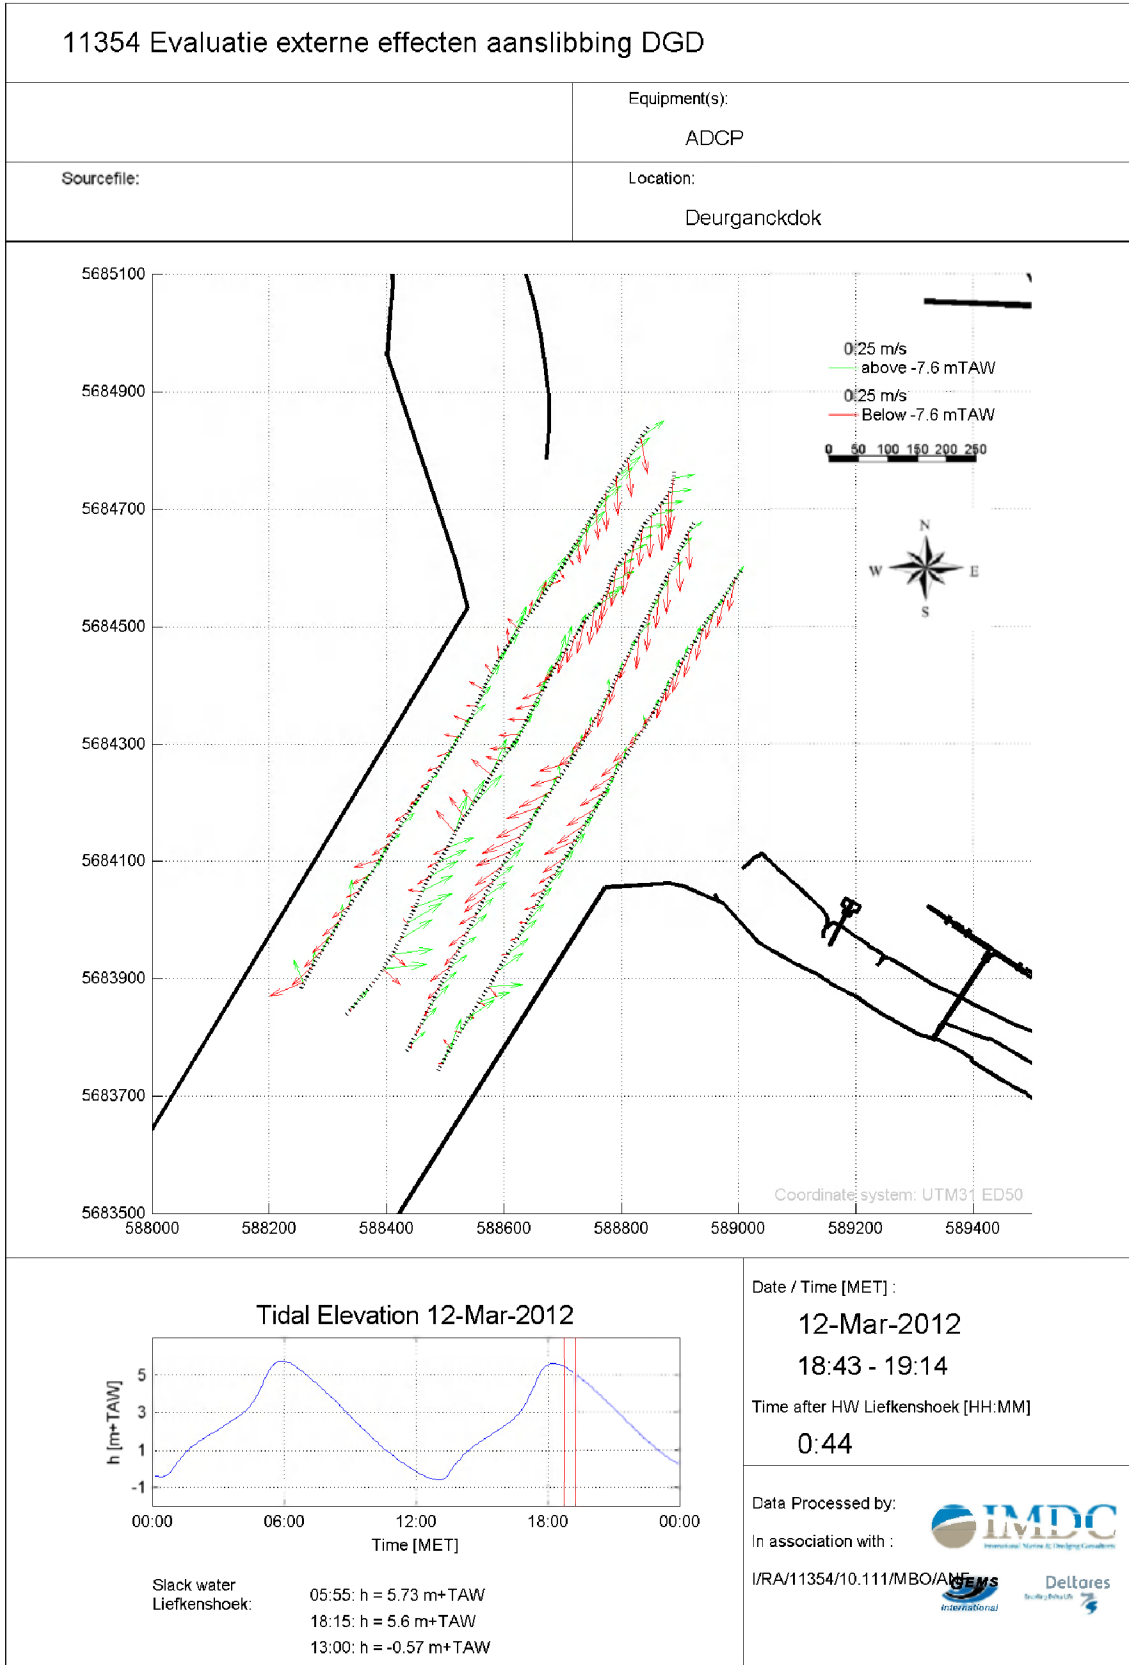 11354 Evaluatie externe effecten aanslibbing DGD
Equipment(s):
ADCP
Sourcefile:
Location:
Deurganckdok
5685100
5684900
5684700
5684500
5684300
5684100
5683900
5683700
5683500
588000
588200
588400
588600
588800
589000
589200
589400
0.25 m/s
above -7.6 mTAW
0.25 m/s
Below -7.6 mTAW
0 50 100 150 200 250
N
W E
S
Coordinate system: UTM31 ED50
Tidal Elevation 12-Mar-2012
h [m+TAW]
5
3
1
-1
00:00 06:00 12:00 18:00 00:00
Time [MET]
Slack water
Liefkenshoek:
05:55: h = 5.73 m+TAW
18:15: h = 5.6 m+TAW
13:00: h = -0.57 m+TAW
Date / Time [MET] :
12-Mar-2012
18:43 - 19:14
Time after HW Liefkenshoek [HH:MM]
0:44
Data Processed by:
IMDC
International Marine & Dredging Consultants
In association with :
I/RA/11354/10.111/MBO/ANF
GEMS
International
Deltares